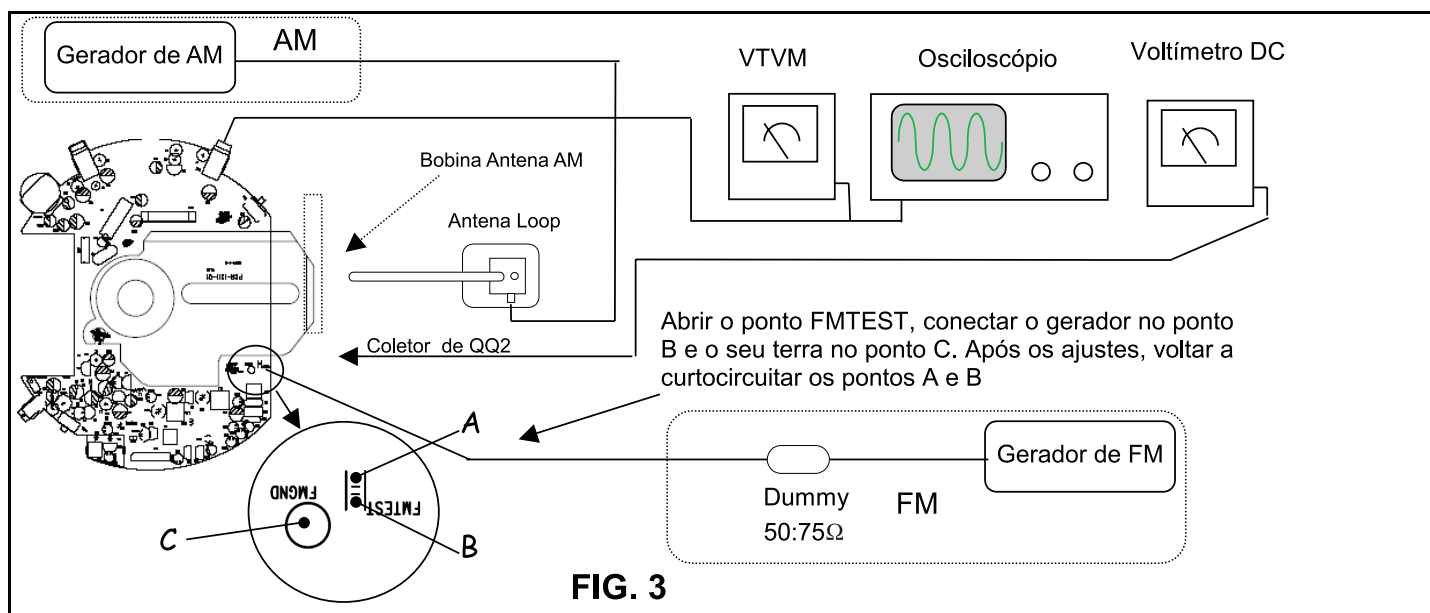 Gerador de AM
AM
VTVM
Osciloscópio
Voltímetro DC
Bobina Antena AM
Antena Loop
Abrir o ponto FMTEST, conectar o gerador no ponto
B e o seu terra no ponto C. Após os ajustes, voltar a
curtocircuitar os pontos A e B
Coletor de QQ2
A
FMGND
FMTEST
C
B
Gerador de FM
Dummy
50:75Ω
FM
FIG. 3